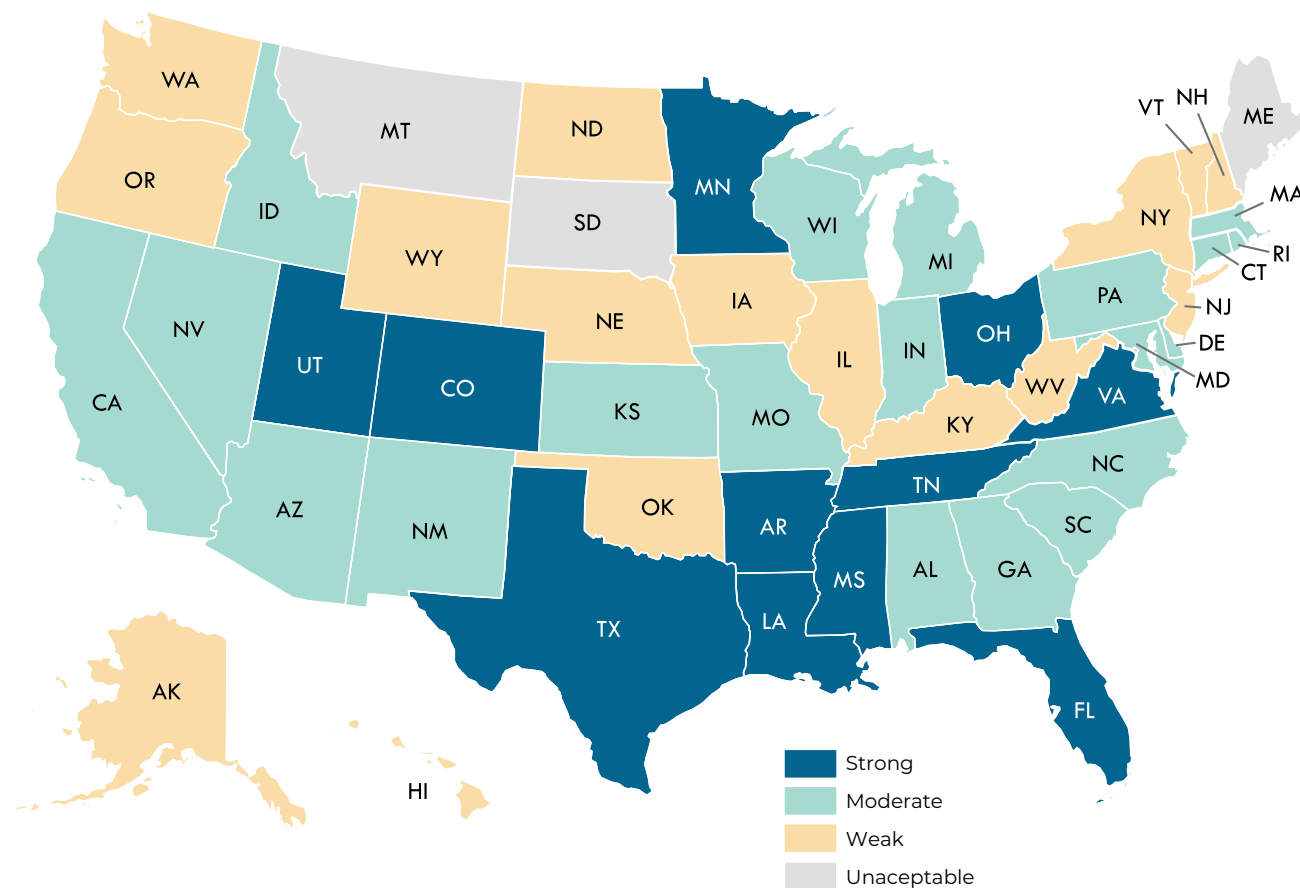 WA
MT
ND
MN
OR
ID
SD
WY
WI
MI
VT
NH
ME
NY
MA
RI
CT
NV
NE
IA
PA
NJ
UT
CO
IL
IN
OH
DE
MD
CA
KS
MO
WV
VA
KY
AZ
NM
OK
AR
TN
NC
SC
TX
LA
MS
AL
GA
FL
AK
HI
Strong
Moderate
Weak
Unaceptable